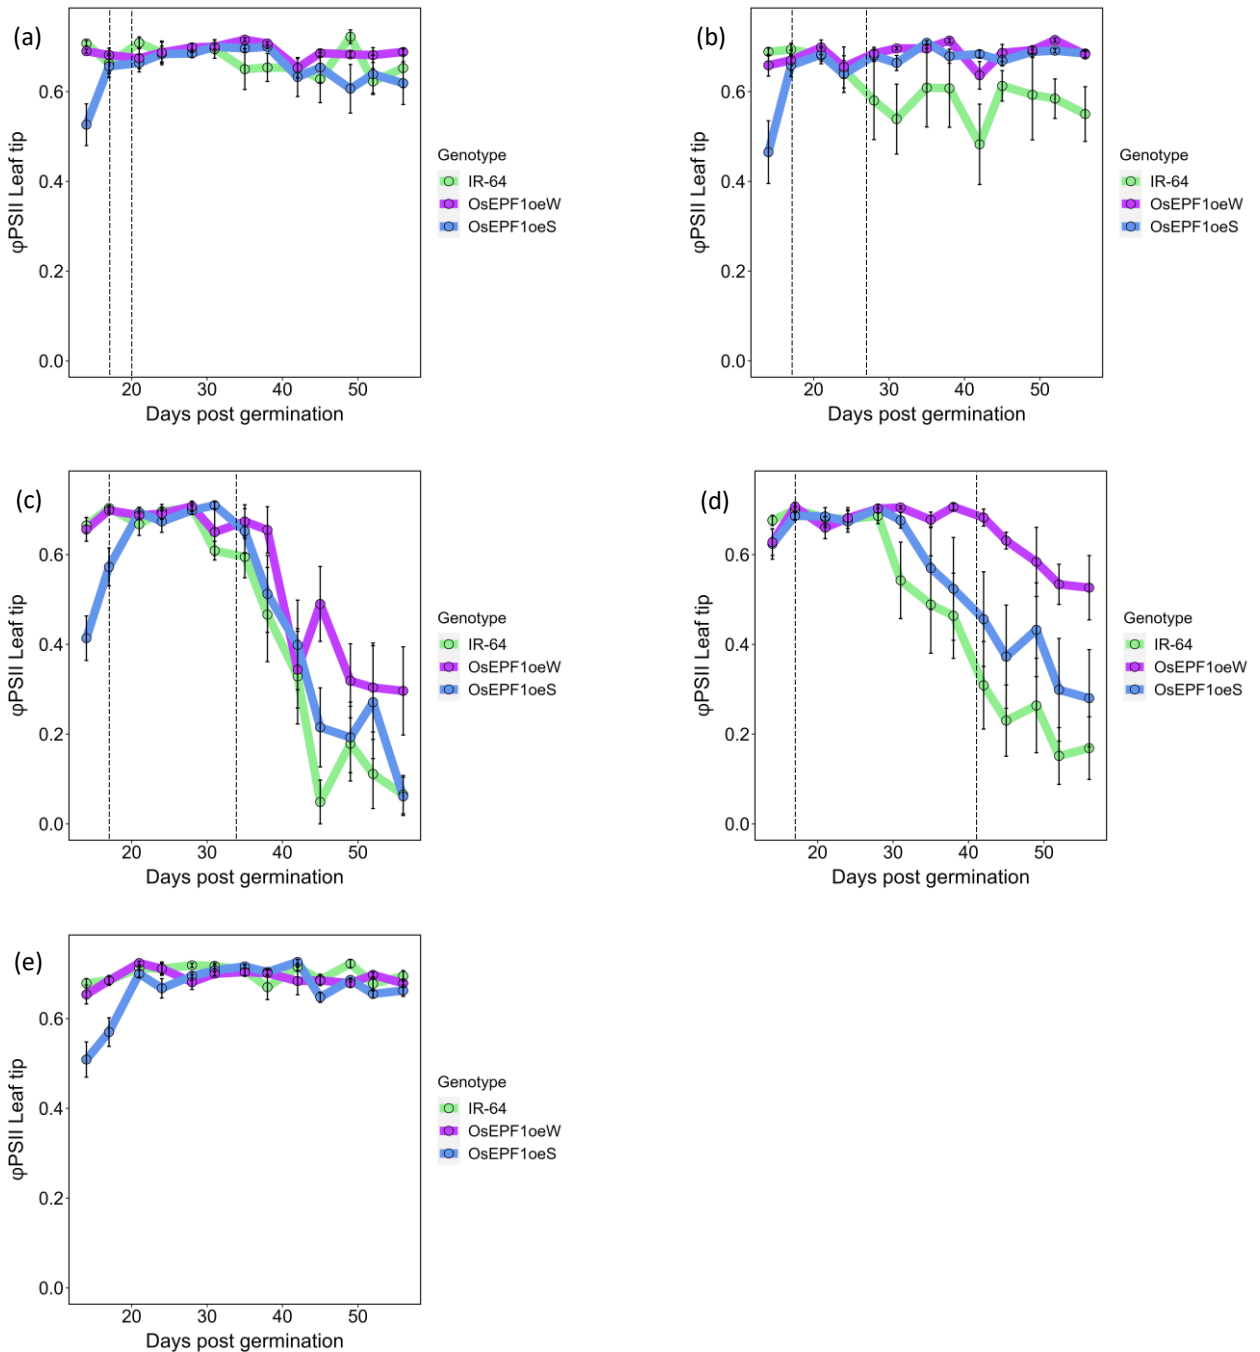 (a)
φPSII Leaf tip
0.6
0.4
0.2
0.0
20
30
40
50
Days post germination
Genotype
IR-64
OsEPF1oeW
OsEPF1oeS
(b)
φPSII Leaf tip
0.6
0.4
0.2
0.0
20
30
40
50
Days post germination
Genotype
IR-64
OsEPF1oeW
OsEPF1oeS
(c)
φPSII Leaf tip
0.6
0.4
0.2
0.0
20
30
40
50
Days post germination
Genotype
IR-64
OsEPF1oeW
OsEPF1oeS
(d)
φPSII Leaf tip
0.6
0.4
0.2
0.0
20
30
40
50
Days post germination
Genotype
IR-64
OsEPF1oeW
OsEPF1oeS
(e)
φPSII Leaf tip
0.6
0.4
0.2
0.0
20
30
40
50
Days post germination
Genotype
IR-64
OsEPF1oeW
OsEPF1oeS